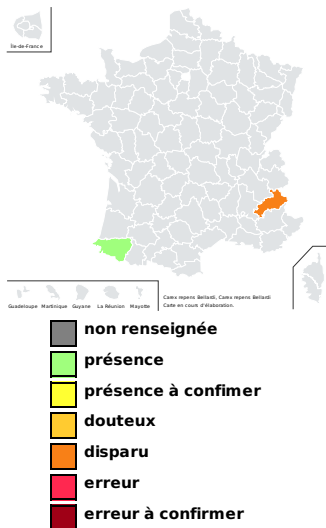 Île-de-France
Guadeloupe Martinique Guyane La Réunion Mayotte
Carex repens Bellardi, Carex repens Bellardi
Carte en cours d'élaboration.
non renseignée
présence
présence à confimer
douteux
disparu
erreur
erreur à confirmer